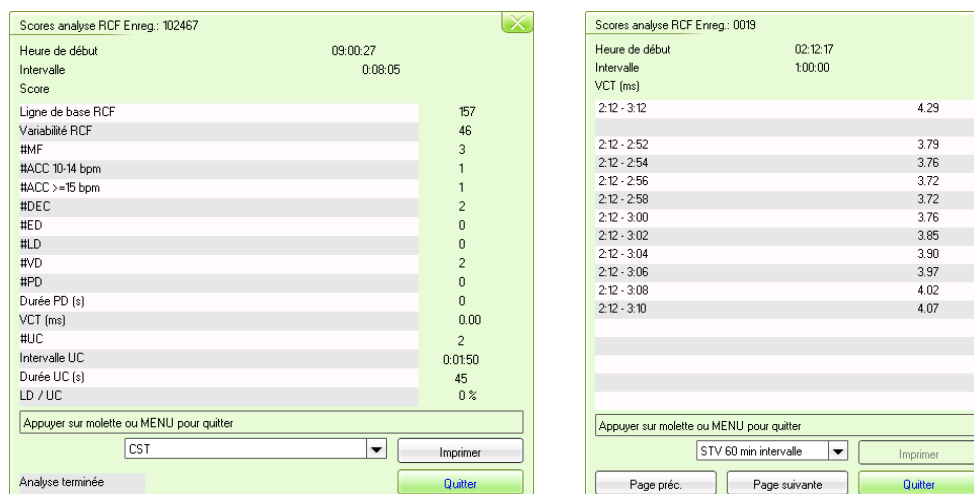 Scores analyse RCF Enreg.: 102467
Heure de début 09:00:27
Intervalle 0:08:05
Score
Ligne de base RCF 157
Variabilité RCF 46
#MF 3
#ACC 10-14 bpm 1
#ACC >=15 bpm 1
#DEC 2
#ED 0
#LD 0
#VD 2
#PD 0
Durée PD (s) 0
VCT (ms) 0.00
#UC 2
Intervalle UC 0:01:50
Durée UC (s) 45
LD / UC 0 %
Appuyer sur molette ou MENU pour quitter
CST Imprimer
Analyse terminée Quitter
Scores analyse RCF Enreg.: 0019
Heure de début 02:12:17
Intervalle 1:00:00
VCT (ms)
2:12 - 3:12 4.29
2:12 - 2:52 3.79
2:12 - 2:54 3.76
2:12 - 2:56 3.72
2:12 - 2:58 3.72
2:12 - 3:00 3.76
2:12 - 3:02 3.85
2:12 - 3:04 3.90
2:12 - 3:06 3.97
2:12 - 3:08 4.02
2:12 - 3:10 4.07
Appuyer sur molette ou MENU pour quitter
STV 60 min intervalle Imprimer
Page préc. Page suivante Quitter